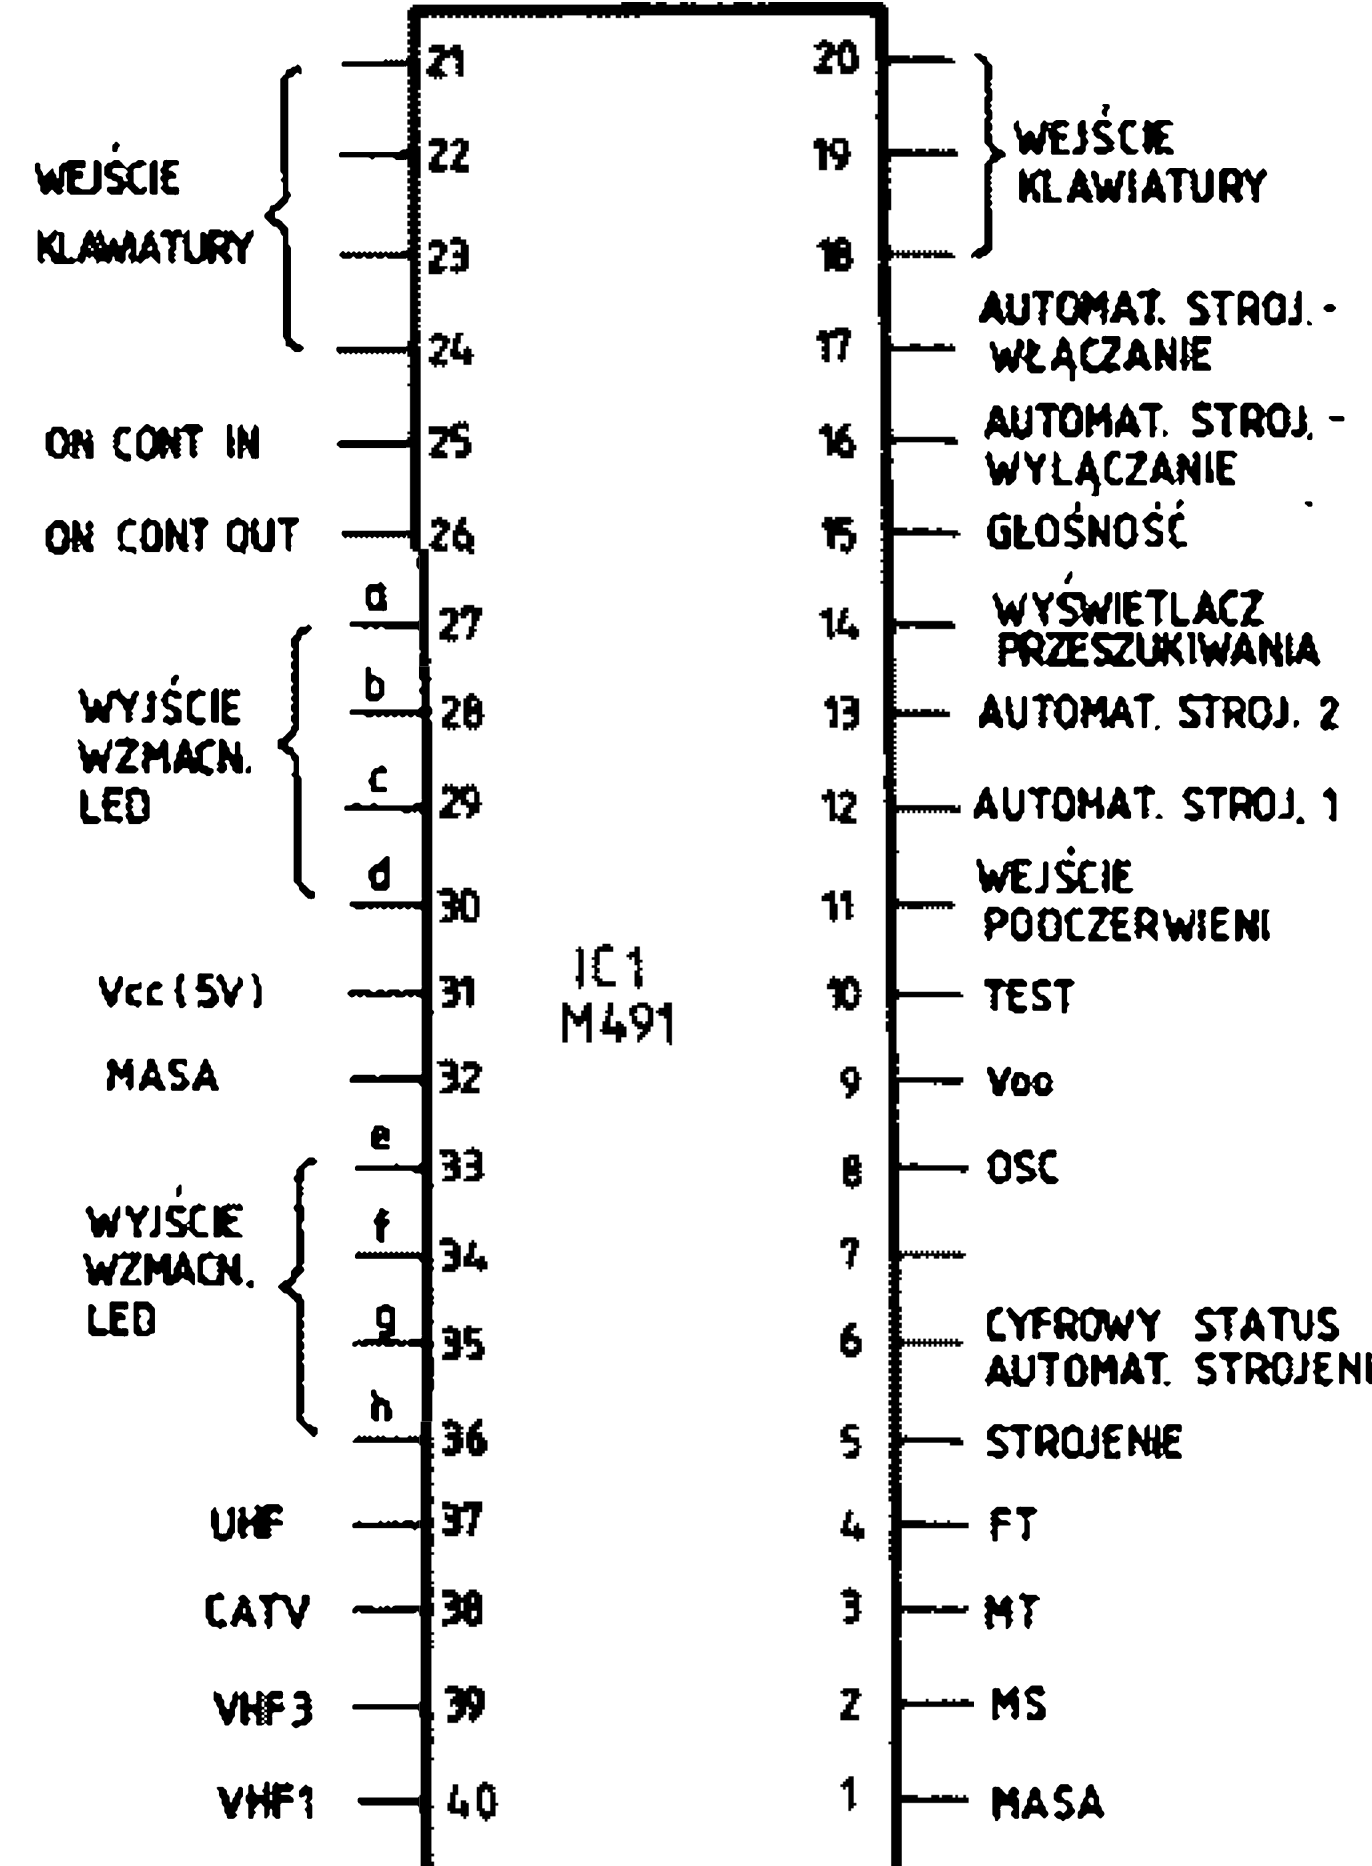 21
22
23
24
WEJŚCIE
KLAWIATURY
25
ON CONT IN
26
ON CONT OUT
a
27
b
28
c
29
d
30
WYJŚCIE
WZMACN.
LED
Vcc (5V)
31
MASA
32
e
33
f
34
g
35
h
36
WYJŚCIE
WZMACN.
LED
UHF
37
CATV
38
VHF3
39
VHF1
40
IC1
M491
20
19
18
WEJŚCIE
KLAWIATURY
17
AUTOMAT. STROJ. -
WŁĄCZANIE
16
AUTOMAT. STROJ. -
WYŁĄCZANIE
15
GŁOŚNOŚĆ
14
WYŚWIETLACZ
PRZESZUKIWANIA
13
AUTOMAT. STROJ. 2
12
AUTOMAT. STROJ. 1
11
WEJŚCIE
PODCZERWIENI
10
TEST
9
VDD
8
OSC
7
6
CYFROWY STATUS
AUTOMAT. STROJENI
5
STROJENIE
4
FT
3
MT
2
MS
1
MASA